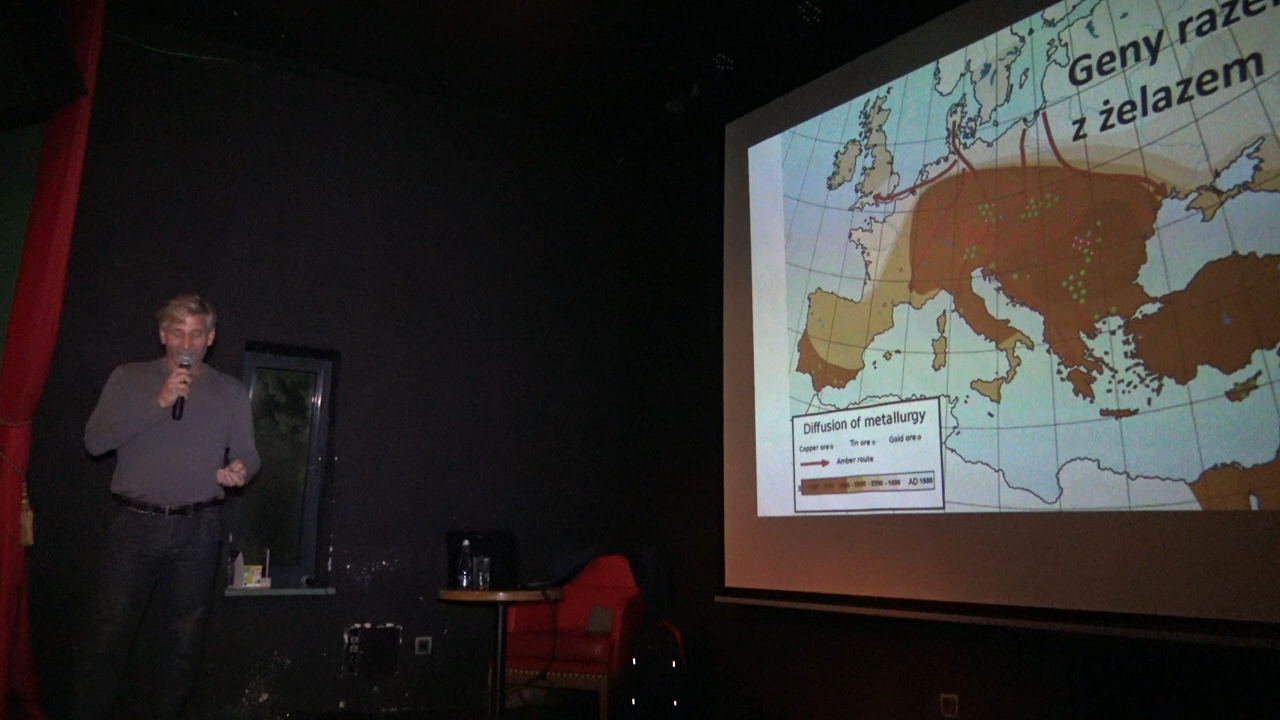 Geny raze
z żelazem
Diffusion of metallurgy
Copper ore Tin ore Gold ore
Amber route
AD 1500